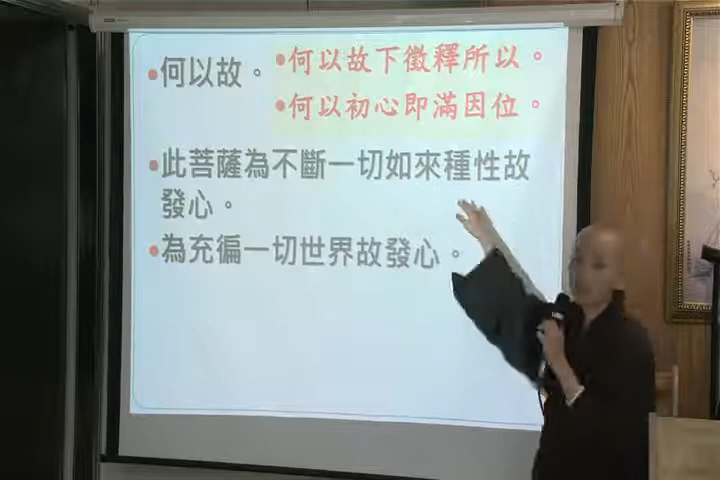 •何以故。
•何以故下徵釋所以。
•何以初心即滿因位。
•此菩薩為不斷一切如來種性故
發心。
•為充徧一切世界故發心。